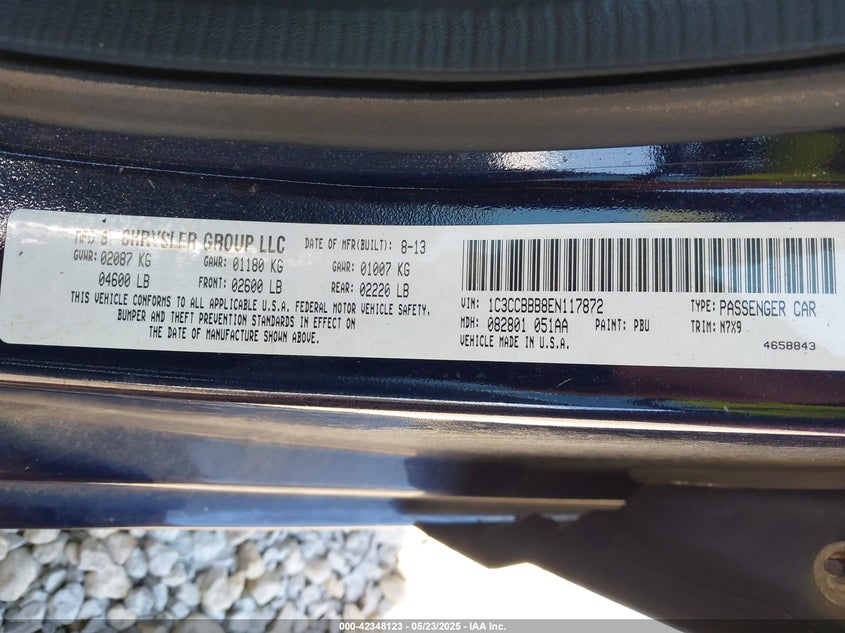 MFD BY CHRYSLER GROUP LLC DATE OF MFR(BUILT): 8-13
GVWR: 02087 KG GAWR: 01180 KG GAWR: 01007 KG
04600 LB FRONT: 02600 LB REAR: 02220 LB
THIS VEHICLE CONFORMS TO ALL APPLICABLE U.S.A. FEDERAL MOTOR VEHICLE SAFETY,
BUMPER AND THEFT PREVENTION STANDARDS IN EFFECT ON
THE DATE OF MANUFACTURE SHOWN ABOVE.
VIN: 1C3CCBBB8EN117872 TYPE: PASSENGER CAR
MDH: 082801 051AA PAINT: PBU TRIM: N7X9
VEHICLE MADE IN U.S.A. 4658843
000-42348123 - 05/23/2025 - IAA Inc.